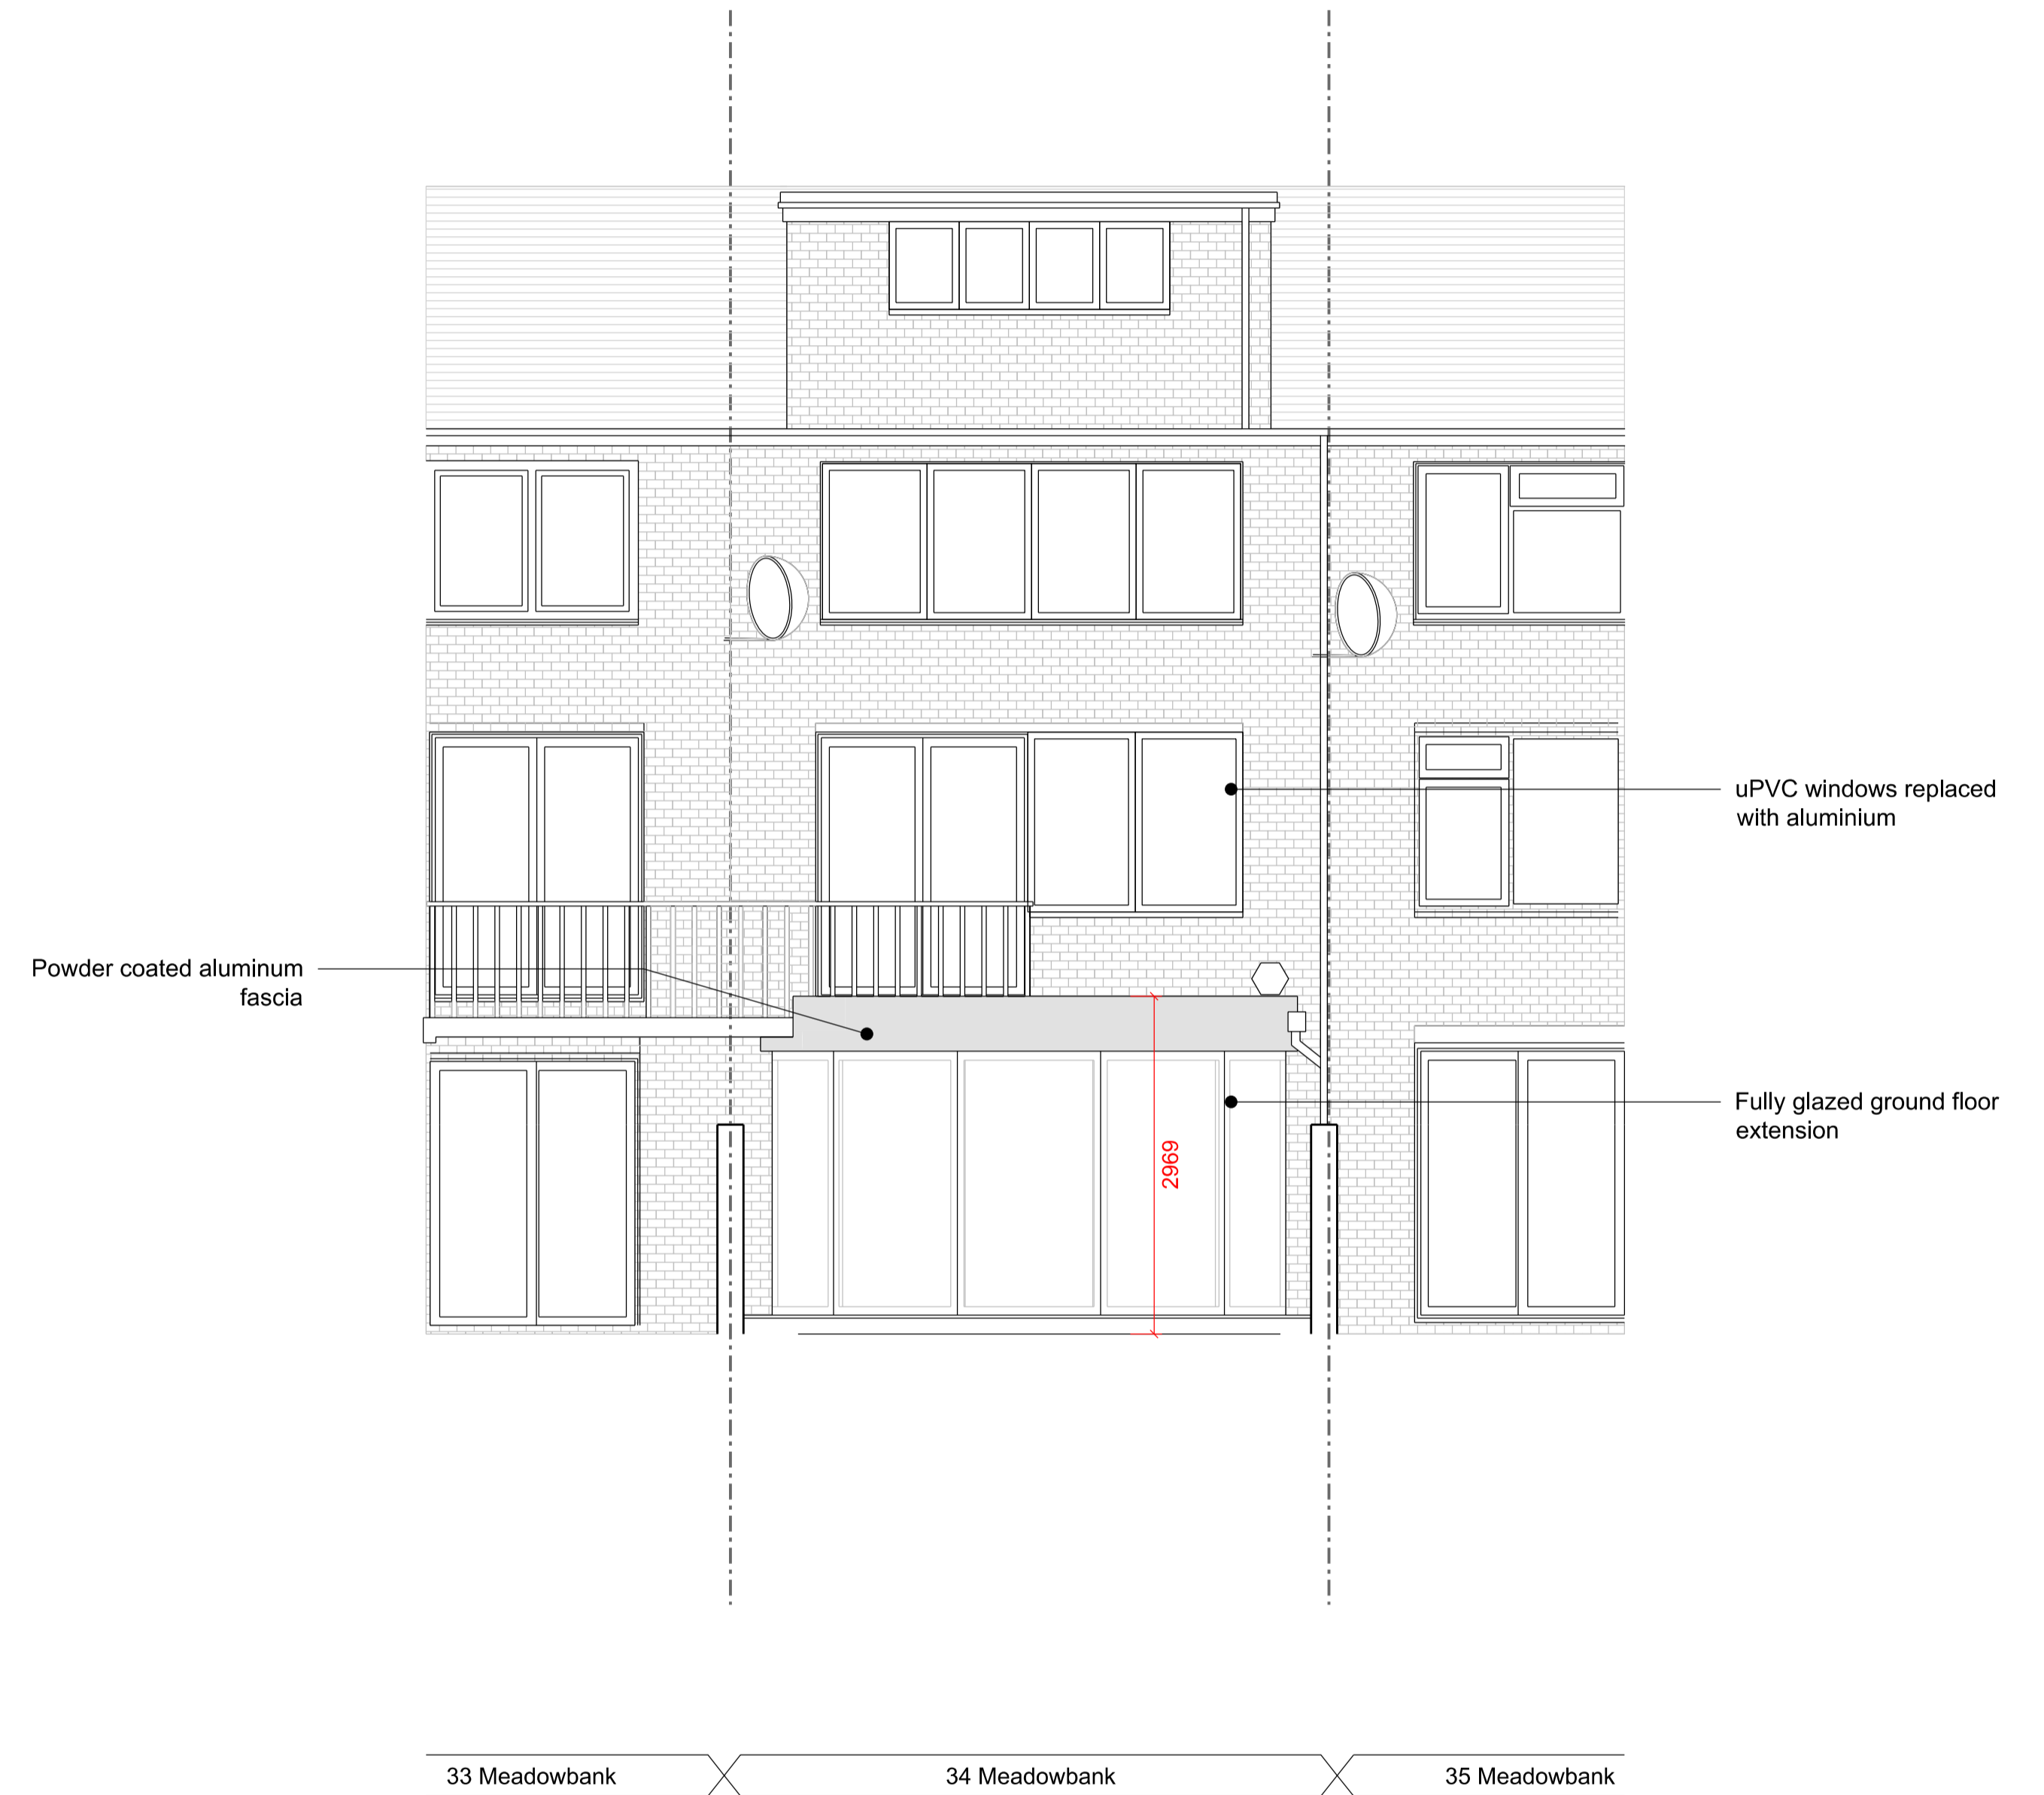 uPVC windows replaced
with aluminium
Powder coated aluminum
fascia
Fully glazed ground floor
extension
2969
33 Meadowbank
34 Meadowbank
35 Meadowbank